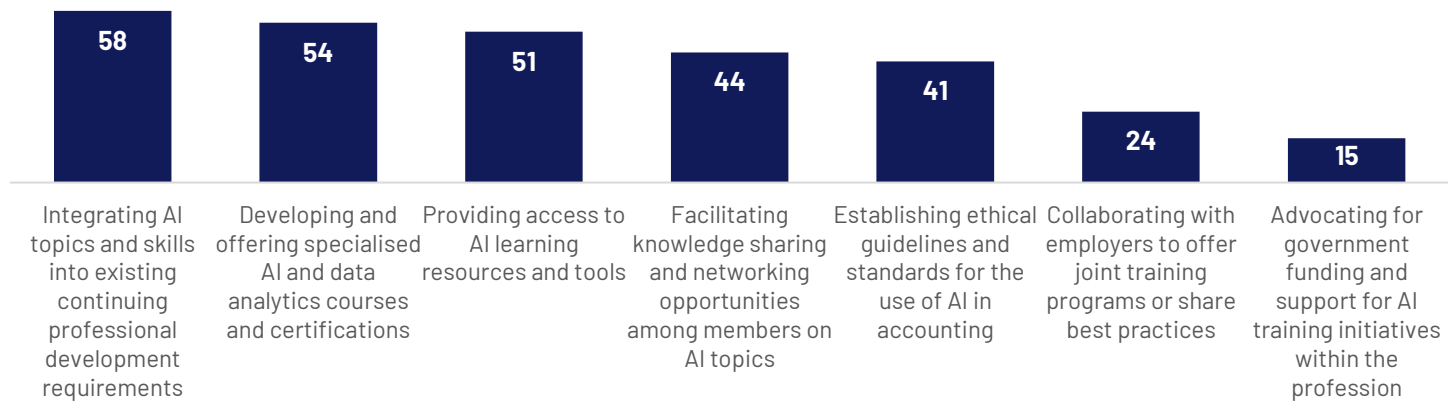 58
54
51
44
41
24
15
Integrating AI
topics and skills
into existing
continuing
professional
development
requirements
Developing and
offering specialised
AI and data
analytics courses
and certifications
Providing access to
AI learning
resources and tools
Facilitating
knowledge sharing
and networking
opportunities
among members on
AI topics
Establishing ethical
guidelines and
standards for the
use of AI in
accounting
Collaborating with
employers to offer
joint training
programs or share
best practices
Advocating for
government
funding and
support for AI
training initiatives
within the
profession